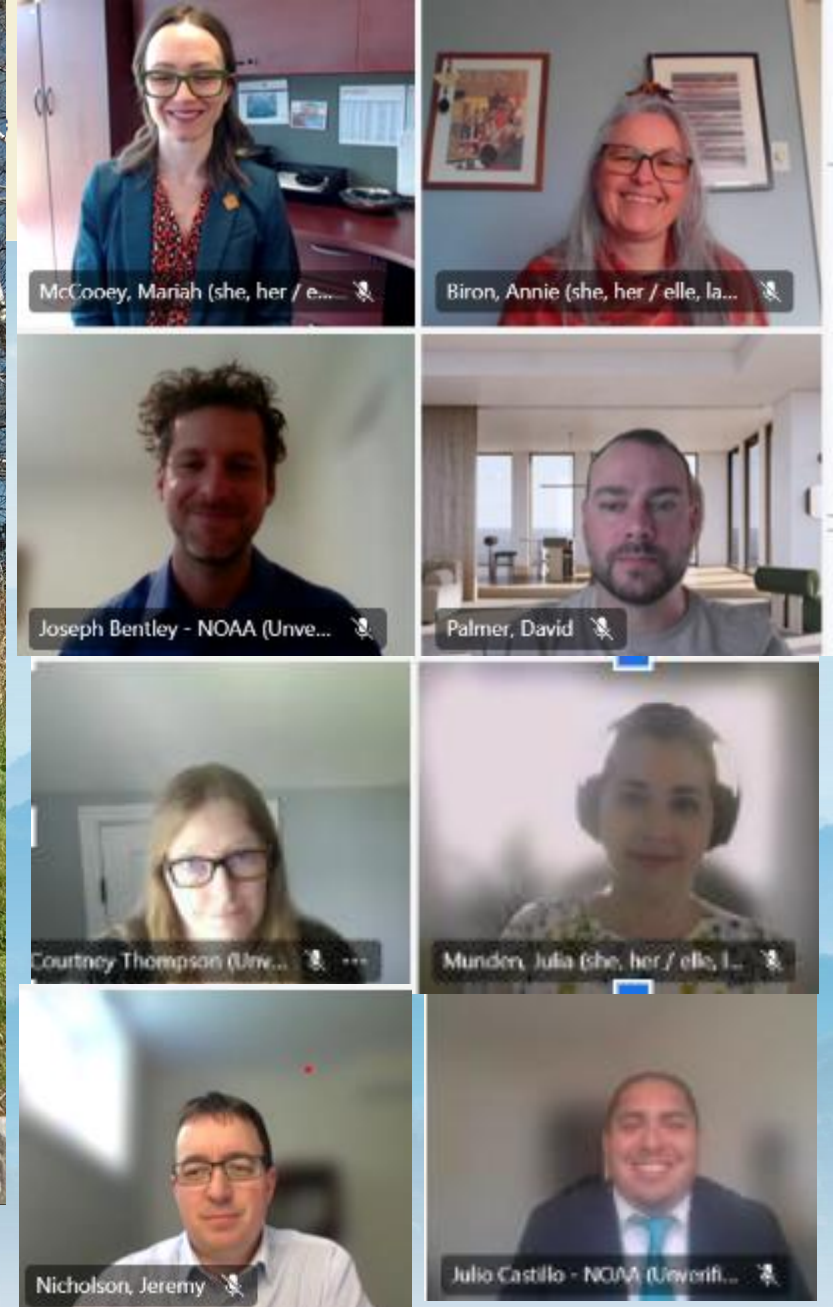 McCooey, Mariah (she, her / e...
Biron, Annie (she, her / elle, la...
Joseph Bentley - NOAA (Unve...
Palmer, David
Courtney Thompson (Unv...
Munden, Julia (she, her / elle, l...
Nicholson, Jeremy
Julio Castillo - NOAA (Unverifi...